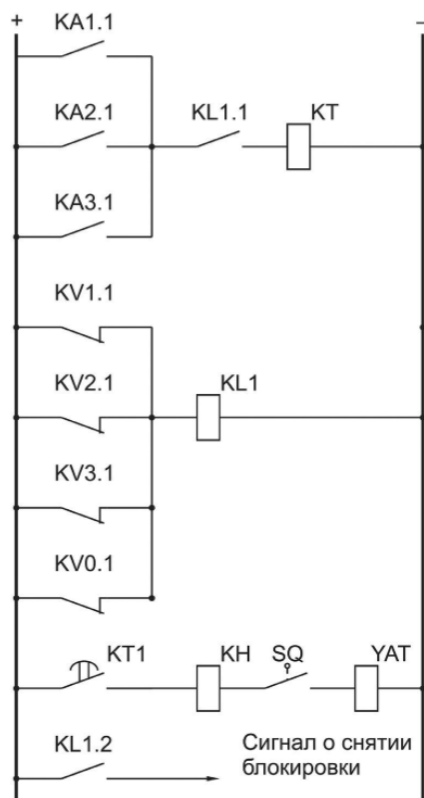 + –
KA1.1
KA2.1 KL1.1 KT
KA3.1
KV1.1
KV2.1 KL1
KV3.1
KV0.1
KT1 KH SQ YAT
KL1.2 Сигнал о снятии
блокировки